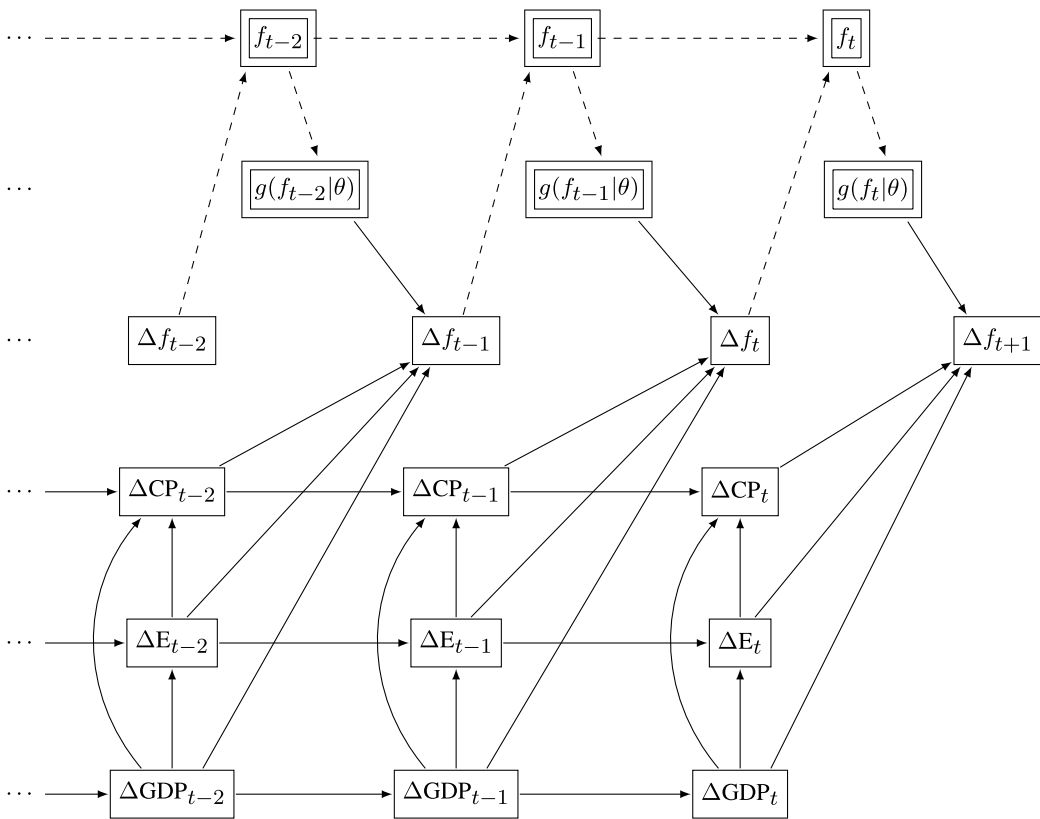 … f_{t−2} f_{t−1} f_t
… g(f_{t−2}|θ) g(f_{t−1}|θ) g(f_t|θ)
… Δf_{t−2} Δf_{t−1} Δf_t Δf_{t+1}
… ΔCP_{t−2} ΔCP_{t−1} ΔCP_t
… ΔE_{t−2} ΔE_{t−1} ΔE_t
… ΔGDP_{t−2} ΔGDP_{t−1} ΔGDP_t